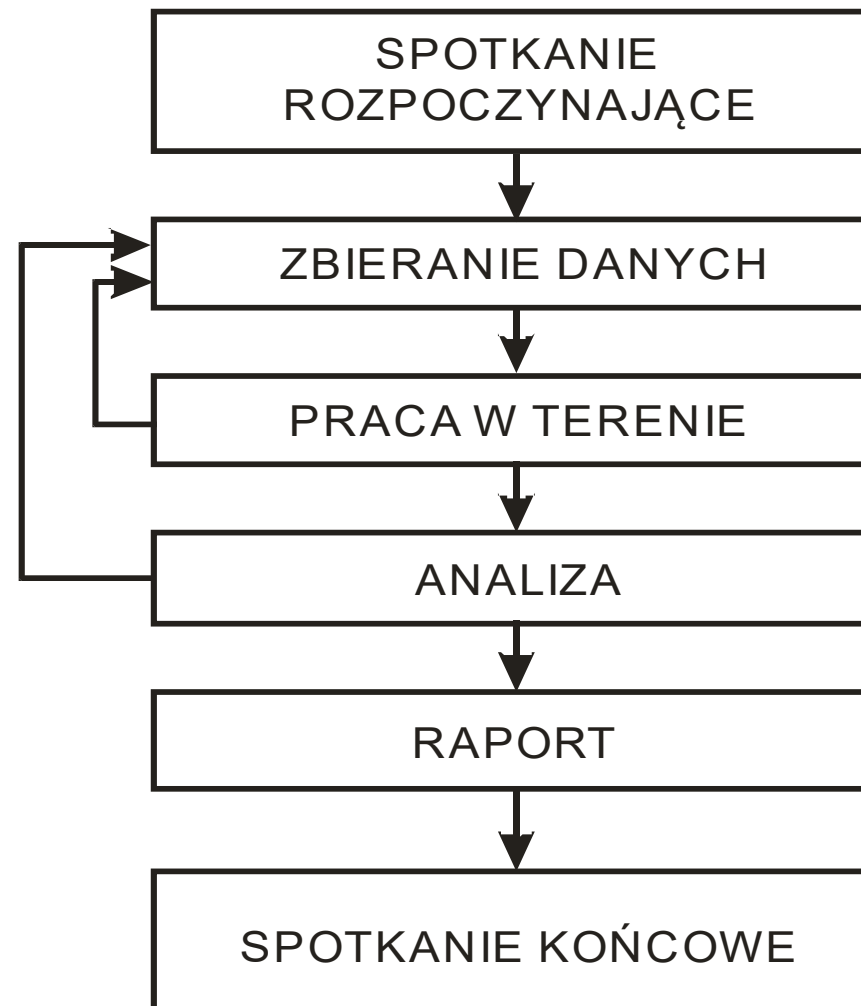 SPOTKANIE
ROZPOCZYNAJĄCE
ZBIERANIE DANYCH
PRACA W TERENIE
ANALIZA
RAPORT
SPOTKANIE KOŃCOWE